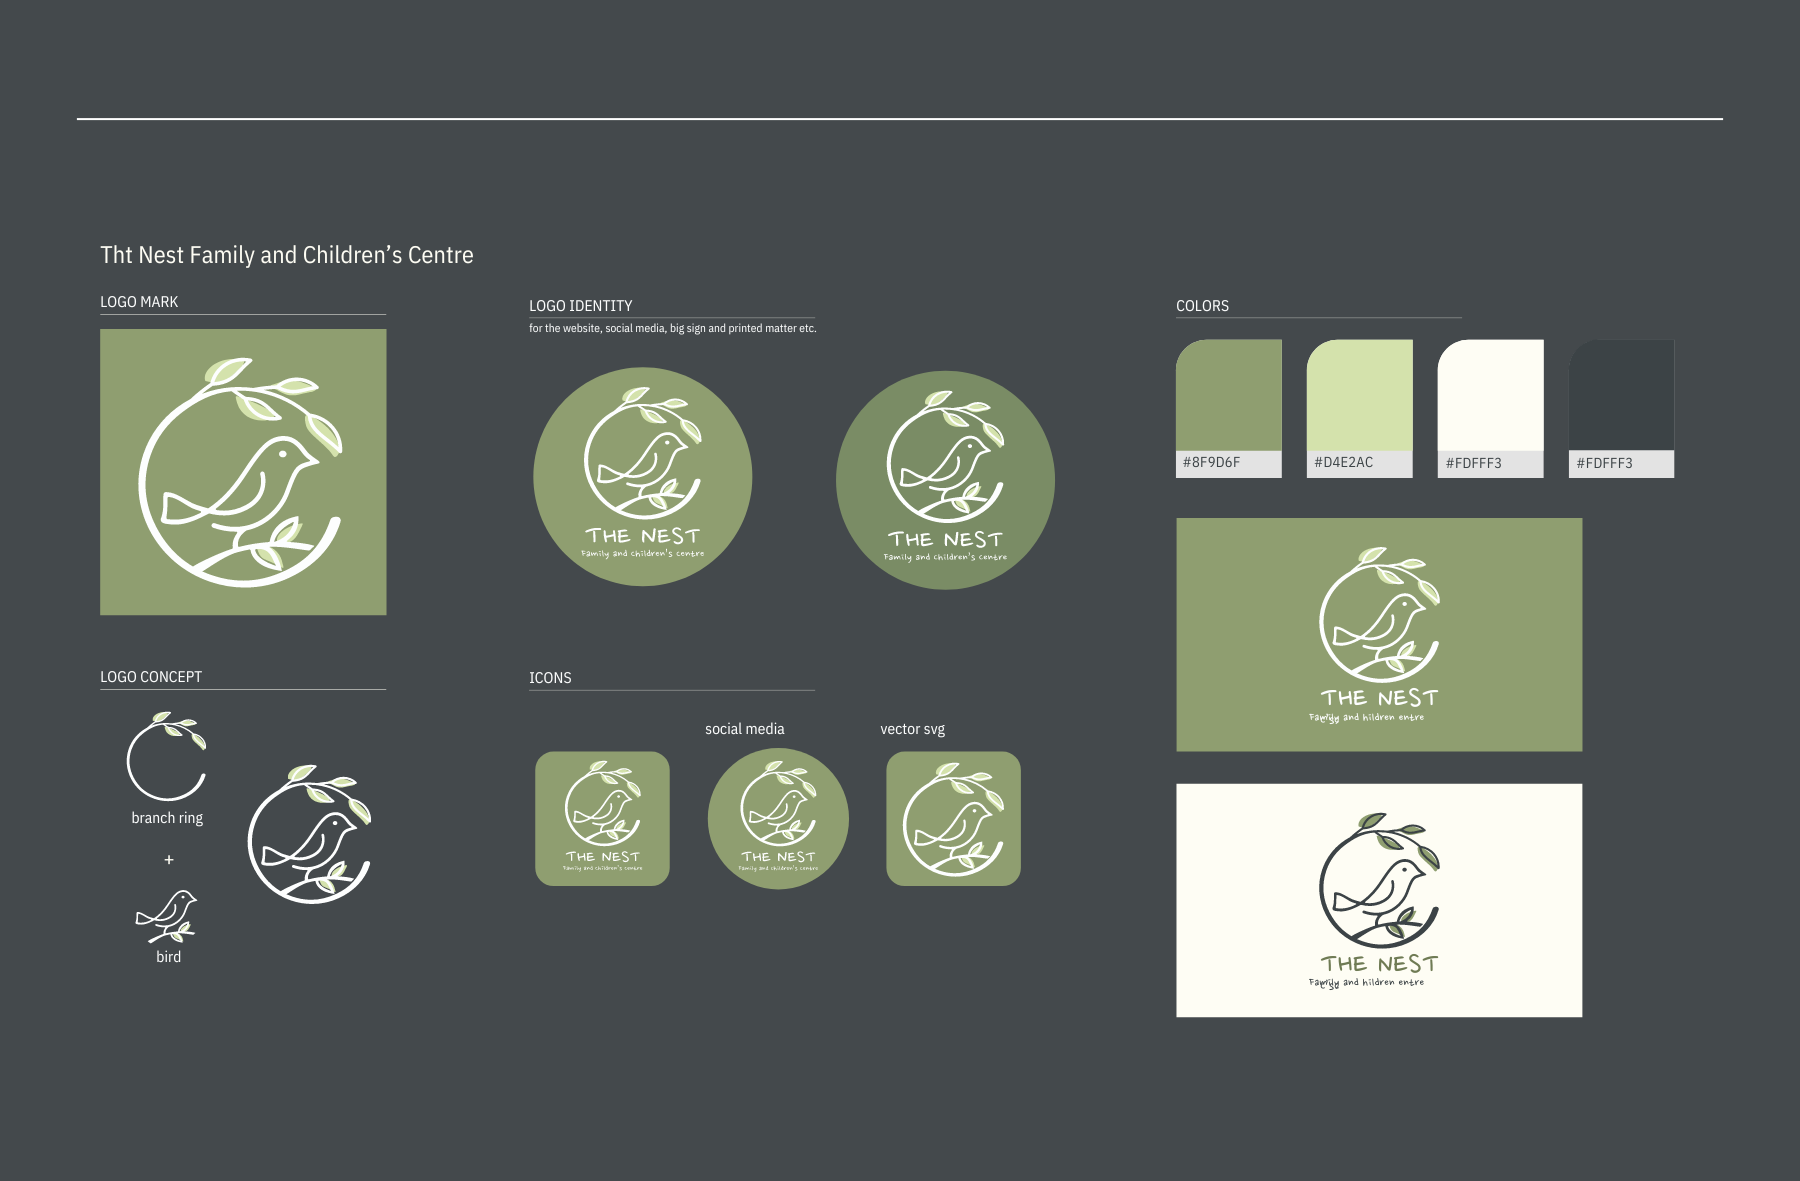 Tht Nest Family and Children’s Centre
LOGO MARK
LOGO IDENTITY
for the website, social media, big sign and printed matter etc.
THE NEST
Family and children's centre
THE NEST
Family and children's centre
COLORS
#8F9D6F
#D4E2AC
#FDFFF3
#FDFFF3
THE NEST
and hildren entre
THE NEST
and hildren entre
LOGO CONCEPT
branch ring
+
bird
ICONS
social media
vector svg
THE NEST
Family and children's centre
THE NEST
Family and children's centre